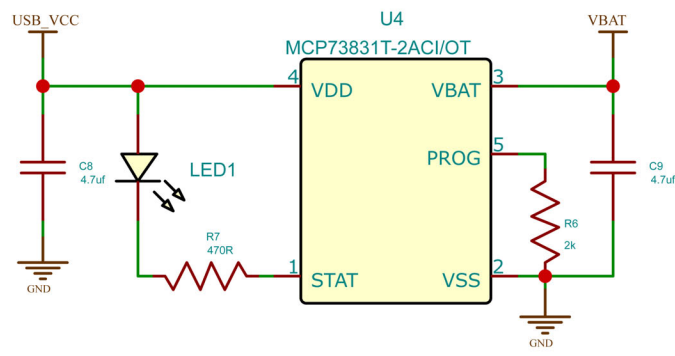 USB_VCC
U4
MCP73831T-2ACI/OT
VBAT
4
VDD
VBAT
3
C8
4.7uf
LED1
PROG
5
C9
4.7uf
R6
2k
R7
470R
1
STAT
VSS
2
GND
GND